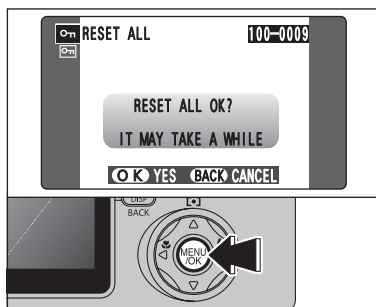 RESET ALL 100-0009
RESET ALL OK?
IT MAY TAKE A WHILE
OK YES BACK CANCEL
DISP
BACK
MENU
/OK